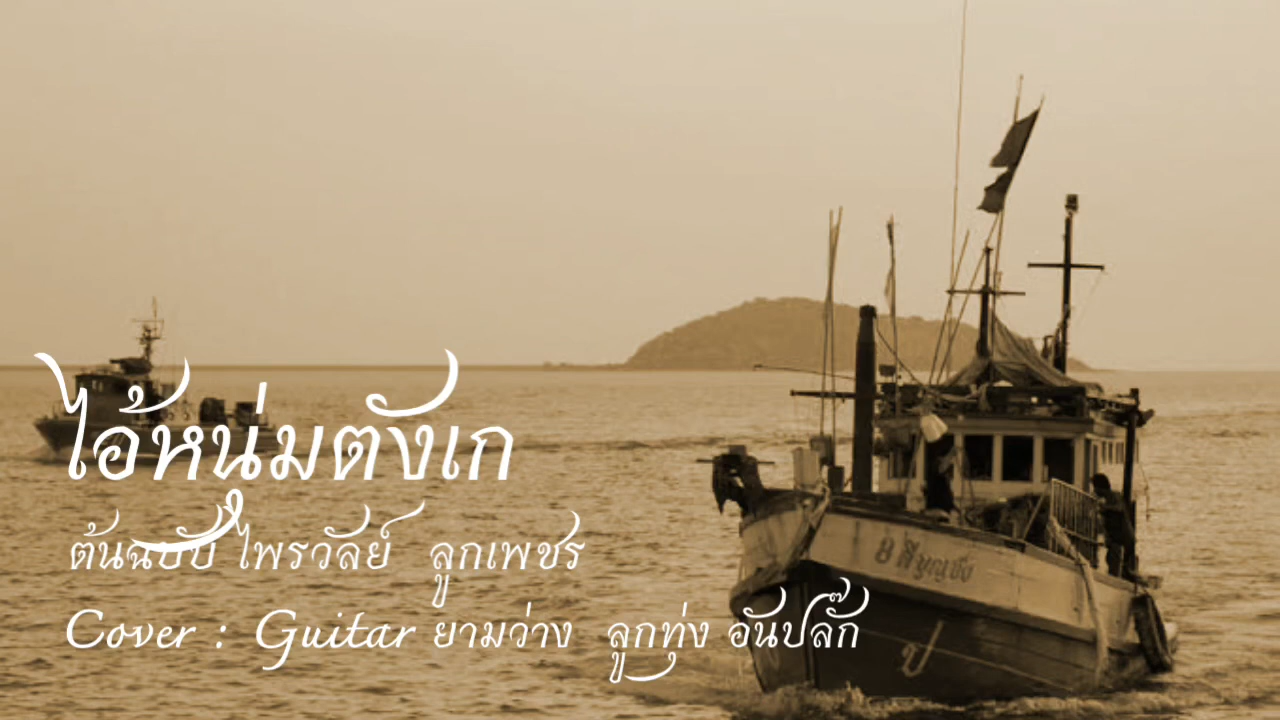 ไอ้หนุ่มตังเก
ต้นฉบับ ไพรวัลย์ ลูกเพชร
Cover : Guitar ยามว่าง ลูกทุ่ง อันปลั๊ก
ป